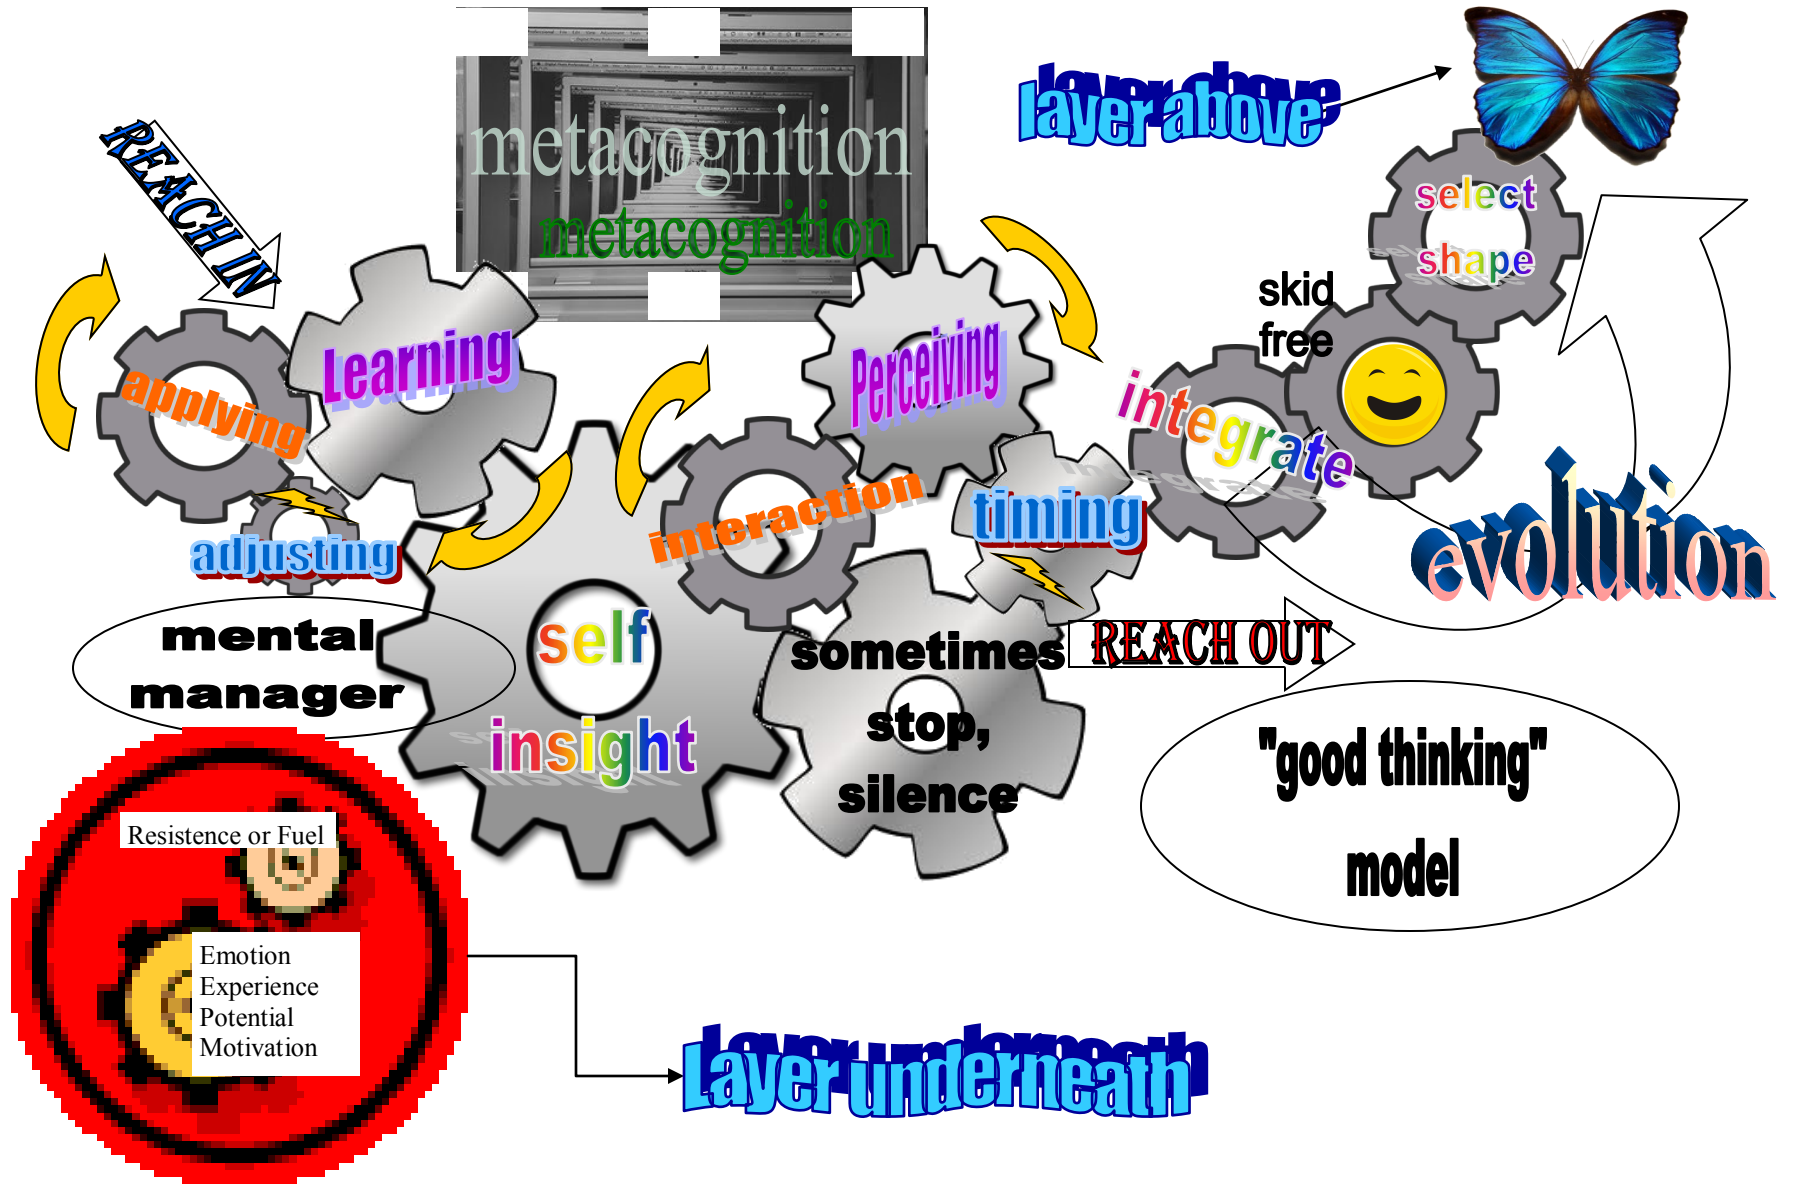 metacognition
metacognition
layer above
REACH IN
select
shape
skid
free
Learning
Perceiving
applying
integrate
interaction
timing
adjusting
evolution
mental
manager
self
insight
sometimes
stop,
silence
REACH OUT
"good thinking"
model
Resistence or Fuel
Emotion
Experience
Potential
Motivation
Layer underneath